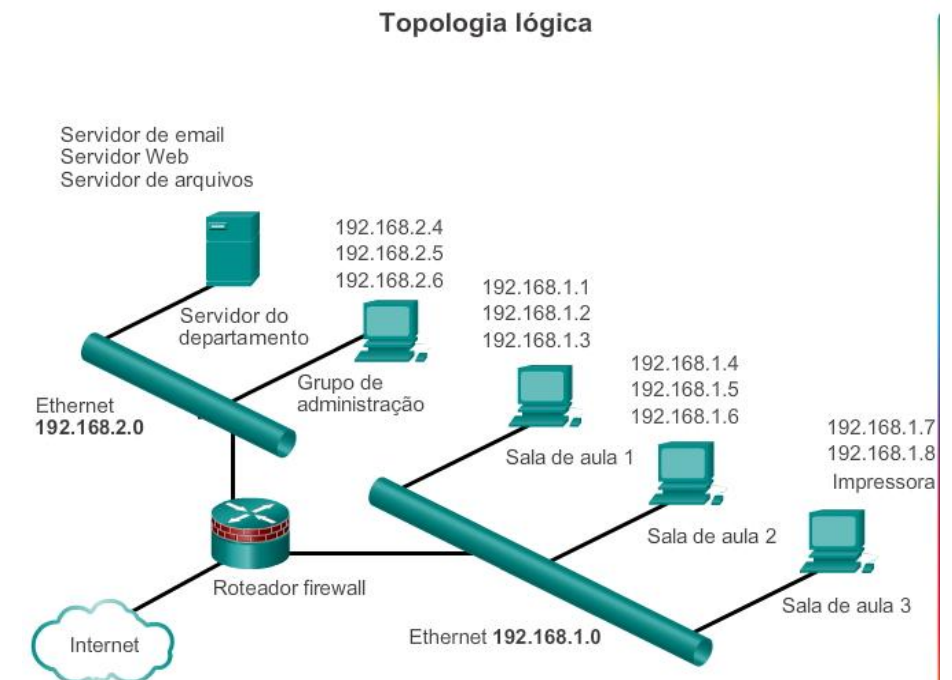 Topologia lógica
Servidor de email
Servidor Web
Servidor de arquivos
192.168.2.4
192.168.2.5
192.168.2.6
Servidor do
departamento
192.168.1.1
192.168.1.2
192.168.1.3
Grupo de
administração
192.168.1.4
192.168.1.5
192.168.1.6
Ethernet
192.168.2.0
192.168.1.7
192.168.1.8
Impressora
Sala de aula 1
Sala de aula 2
Sala de aula 3
Roteador firewall
Ethernet 192.168.1.0
Internet